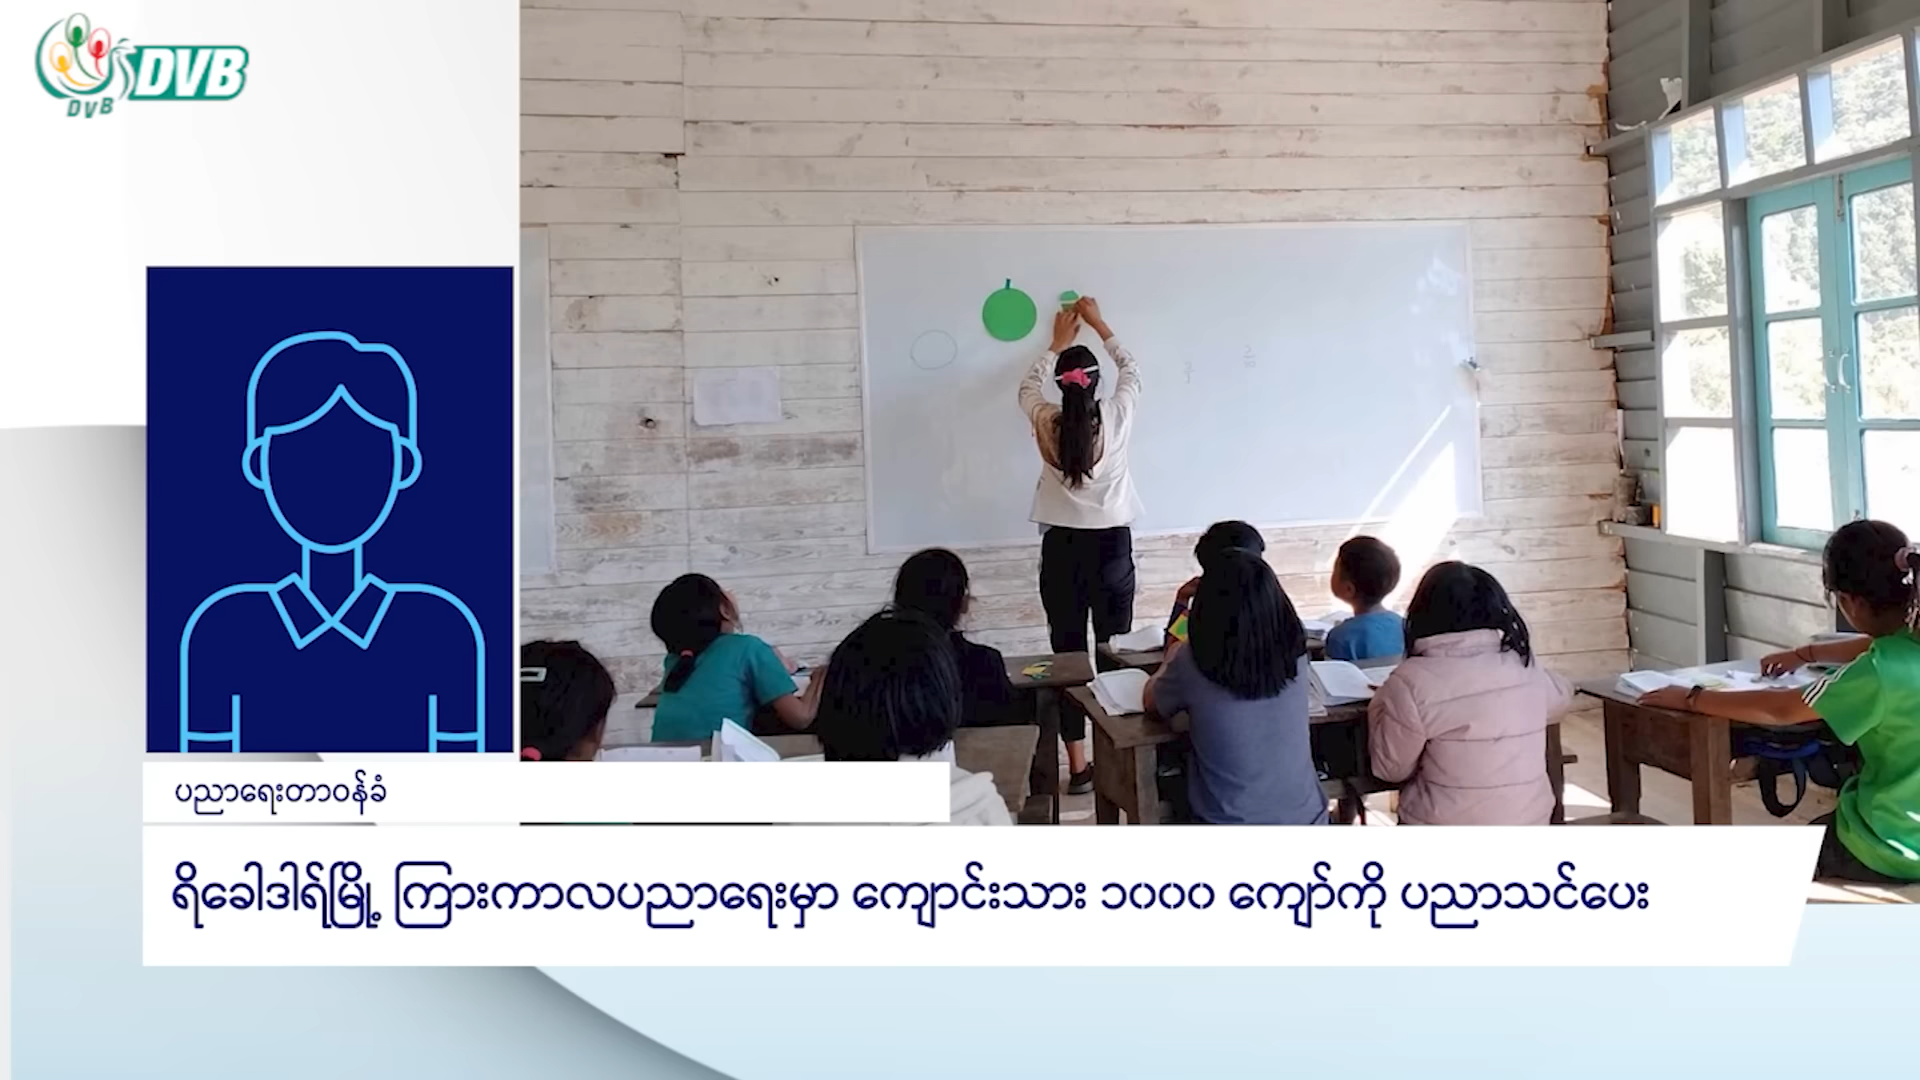 DVB
DVB
ပညာရေးတာဝန်ခံ
ရိခေါဒါရ်မြို့ ကြားကာလပညာရေးမှာ ကျောင်းသား ၁၀၀၀ ကျော်ကို ပညာသင်ပေး